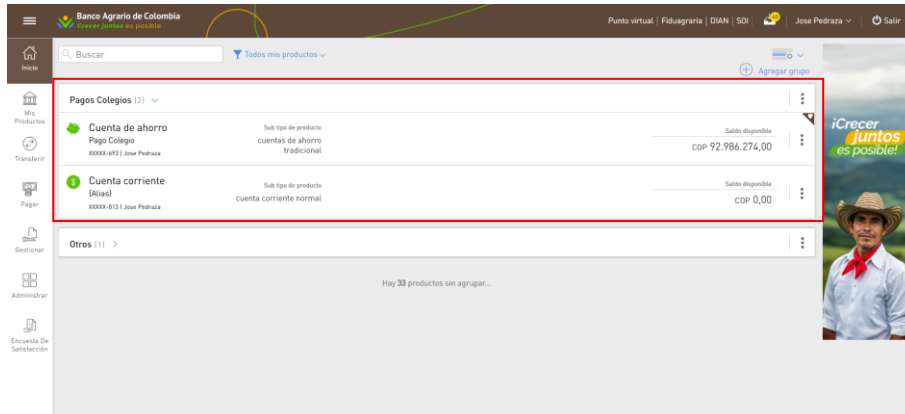 Banco Agrario de Colombia
Crecer juntos es posible
Punto virtual | Fiduagraria | DIAN | SOI | Jose Pedraza Salir
Inicio
Mis
Productos
Transferir
Pagar
Gestionar
Administrar
Encuesta De
Satisfacción
Buscar
Todos mis productos
Agregar grupo
Pagos Colegios (2)
Cuenta de ahorro
Pago Colegio
XXXXX-693 | Jose Pedraza
Sub tipo de producto
cuentas de ahorro
tradicional
Saldo disponible
COP 92.986.274,00
Cuenta corriente
{Alias}
XXXXX-813 | Jose Pedraza
Sub tipo de producto
cuenta corriente normal
Saldo disponible
COP 0,00
Otros (1)
Hay 33 productos sin agrupar...
¡Crecer
juntos
es posible!